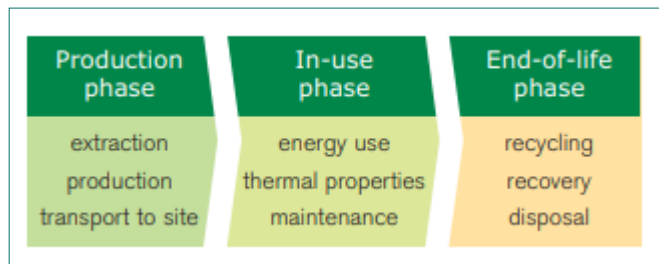 Production
phase
extraction
production
transport to site
In-use
phase
energy use
thermal properties
maintenance
End-of-life
phase
recycling
recovery
disposal